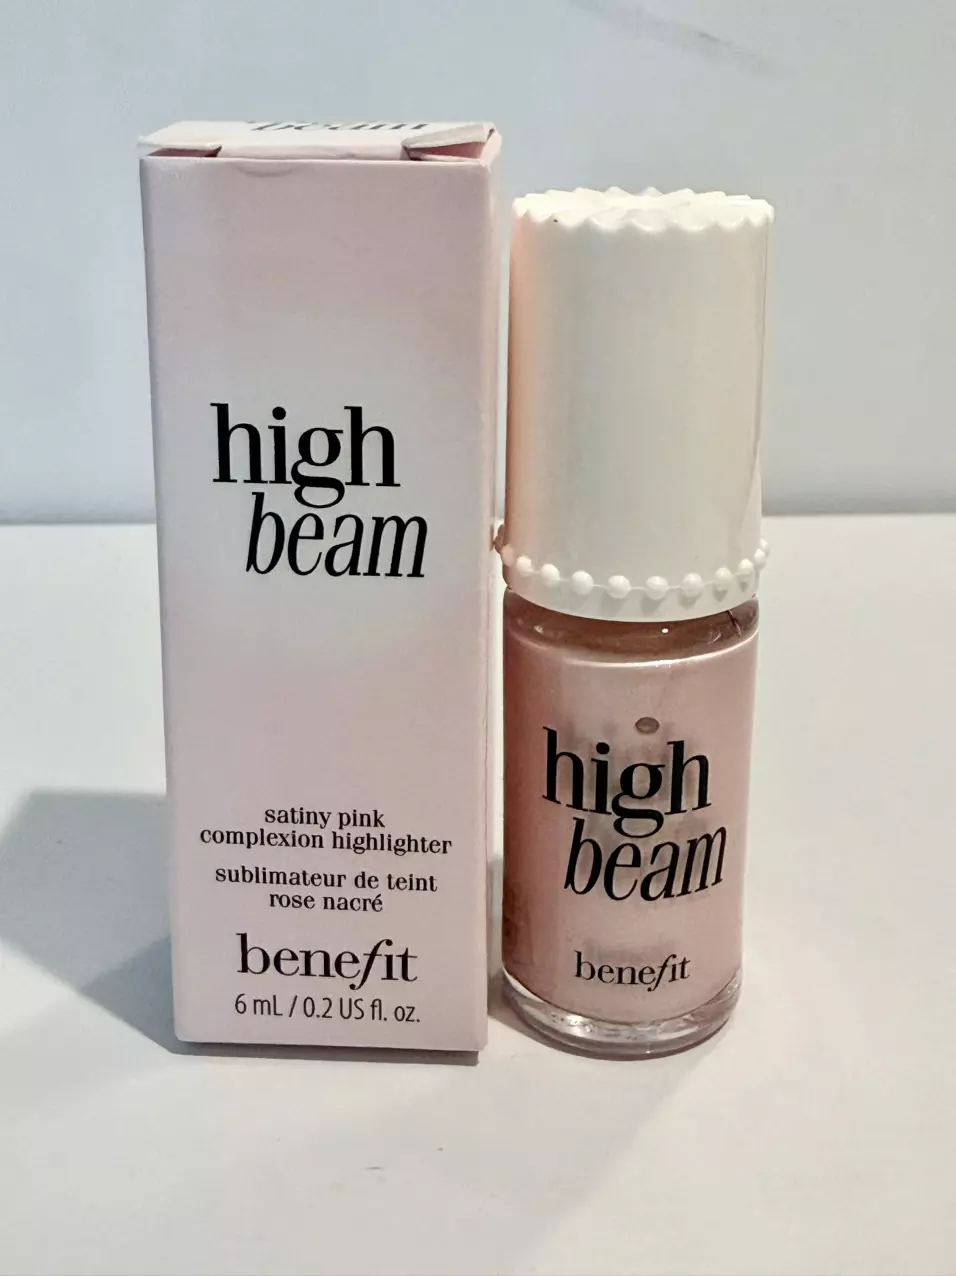 beam
high
beam
satiny pink
complexion highlighter
sublimateur de teint
rose nacré
benefit
6 mL / 0.2 US fl. oz.
high
beam
benefit